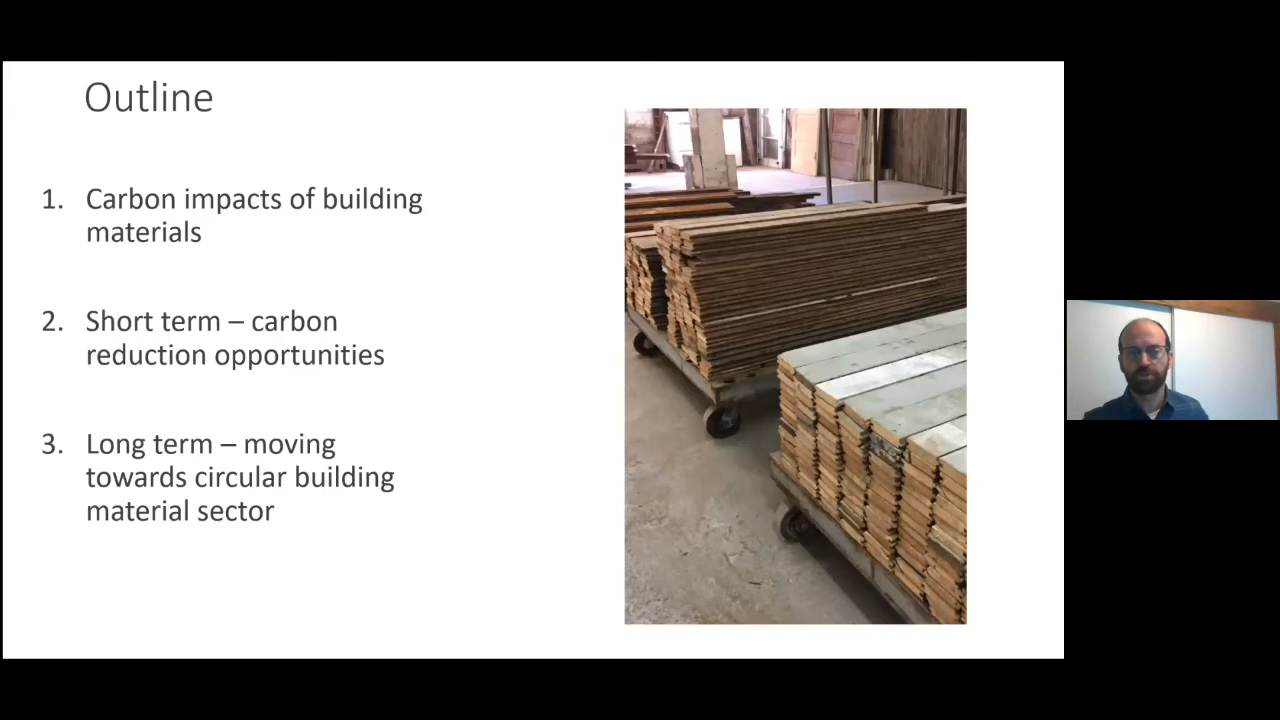 Outline
1. Carbon impacts of building
materials
2. Short term – carbon
reduction opportunities
3. Long term – moving
towards circular building
material sector